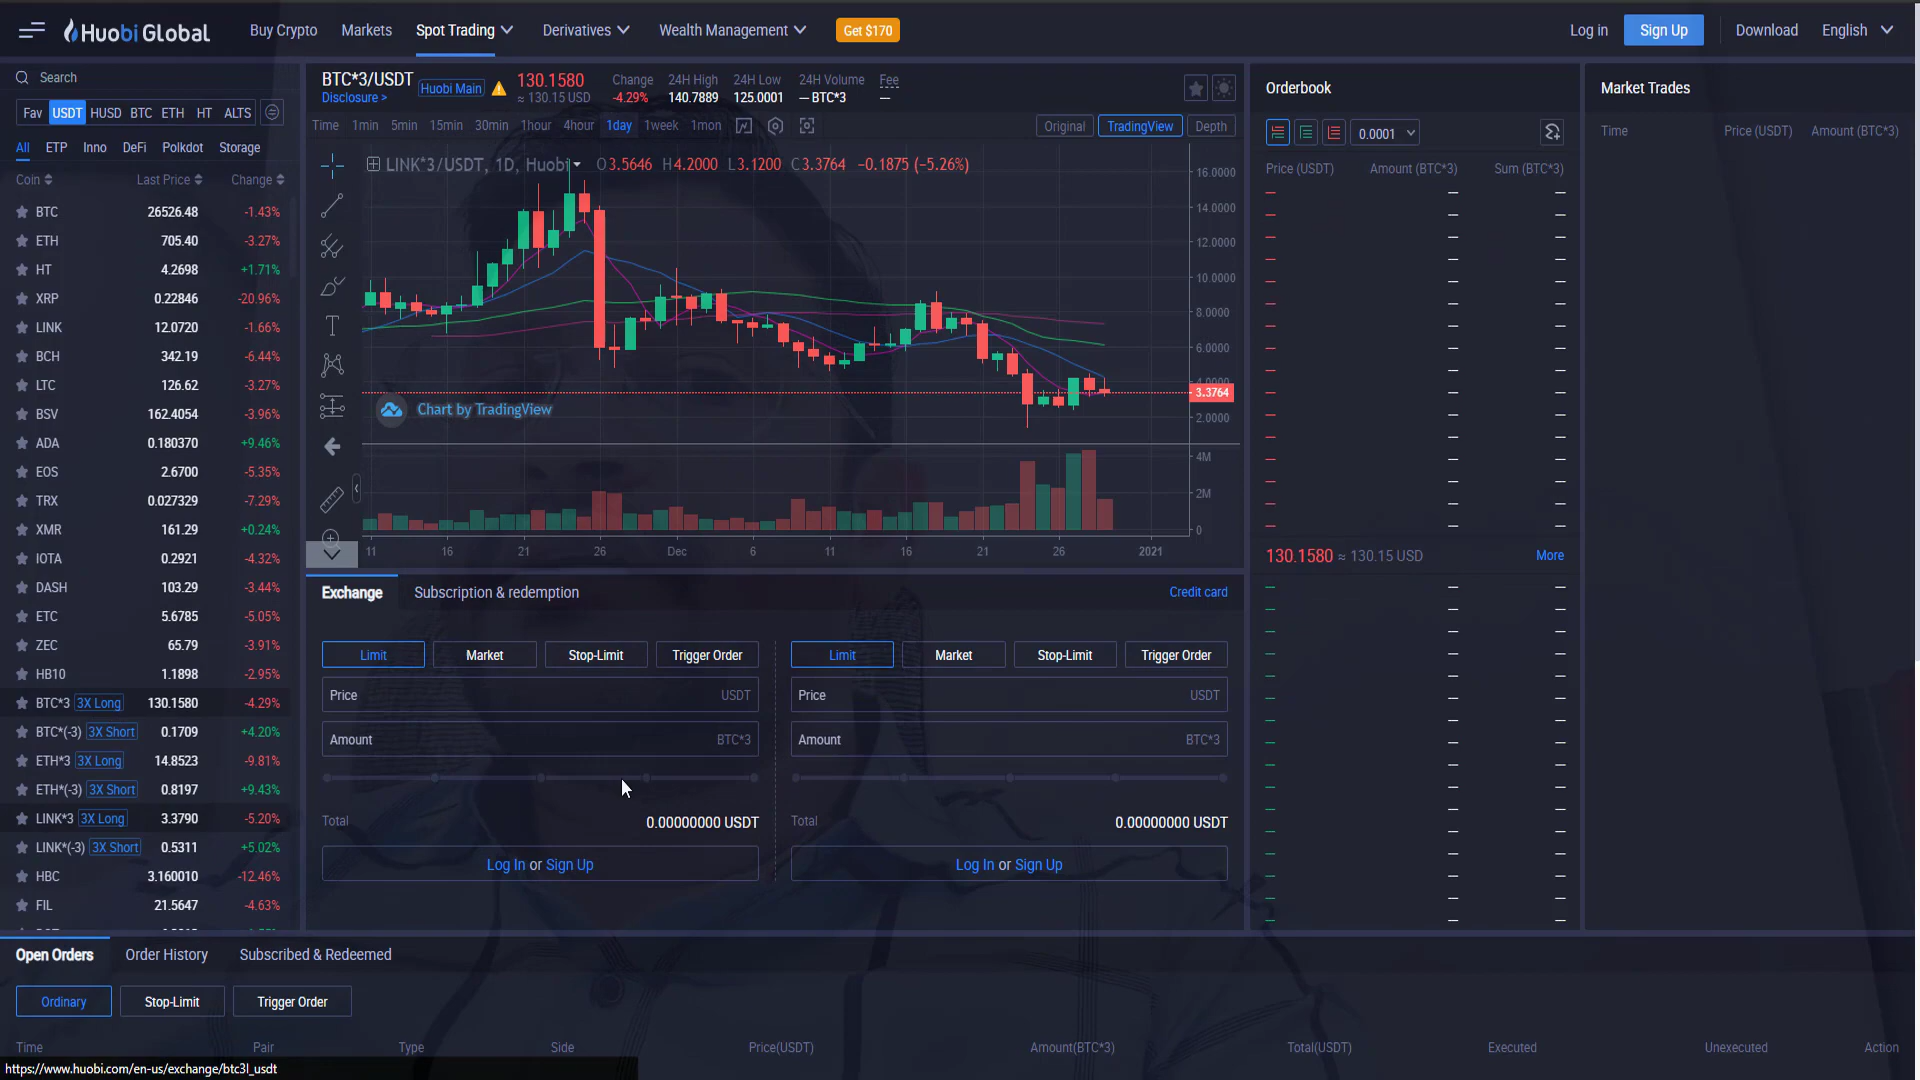 Huobi Global Buy Crypto Markets Spot Trading Derivatives Wealth Management Get $170 Log in Sign Up Download English
Search
Fav USDT HUSD BTC ETH HT ALTS
All ETP Inno DeFi Polkdot Storage
Coin Last Price Change
BTC 26526.48 -1.43%
ETH 705.40 -3.27%
HT 4.2698 +1.71%
XRP 0.22846 -20.96%
LINK 12.0720 -1.66%
BCH 342.19 -6.44%
LTC 126.62 -3.27%
BSV 162.4054 -3.96%
ADA 0.180370 +9.46%
EOS 2.6700 -5.35%
TRX 0.027329 -7.29%
XMR 161.29 +0.24%
IOTA 0.2921 -4.32%
DASH 103.29 -3.44%
ETC 5.6785 -5.05%
ZEC 65.79 -3.91%
HB10 1.1898 -2.95%
BTC*3 3X Long 130.1580 -4.29%
BTC*(-3) 3X Short 0.1709 +4.20%
ETH*3 3X Long 14.8523 -9.81%
ETH*(-3) 3X Short 0.8197 +9.43%
LINK*3 3X Long 3.3790 -5.20%
LINK*(-3) 3X Short 0.5311 +5.02%
HBC 3.160010 -12.46%
FIL 21.5647 -4.63%
BTC*3/USDT Huobi Main 130.1580 Change 24H High 24H Low 24H Volume Fee
Disclosure > ≈ 130.15 USD -4.29% 140.7889 125.0001 — BTC*3 —
Time 1min 5min 15min 30min 1hour 4hour 1day 1week 1mon Original TradingView Depth
LINK*3/USDT, 1D, Huobi O3.5646 H4.2000 L3.1200 C3.3764 -0.1875 (-5.26%)
16.0000
14.0000
12.0000
10.0000
8.0000
6.0000
4.0000
3.3764
2.0000
Chart by TradingView
4M
2M
0
11 16 21 26 Dec 6 11 16 21 26 2021
Exchange Subscription & redemption Credit card
Limit Market Stop-Limit Trigger Order Limit Market Stop-Limit Trigger Order
Price USDT Price USDT
Amount BTC*3 Amount BTC*3
Total 0.00000000 USDT Total 0.00000000 USDT
Log In or Sign Up Log In or Sign Up
Orderbook
0.0001
Price (USDT) Amount (BTC*3) Sum (BTC*3)
130.1580 ≈ 130.15 USD More
Market Trades
Time Price (USDT) Amount (BTC*3)
Open Orders Order History Subscribed & Redeemed
Ordinary Stop-Limit Trigger Order
Time Pair Type Side Price(USDT) Amount(BTC*3) Total(USDT) Executed Unexecuted Action
https://www.huobi.com/en-us/exchange/btc3l_usdt